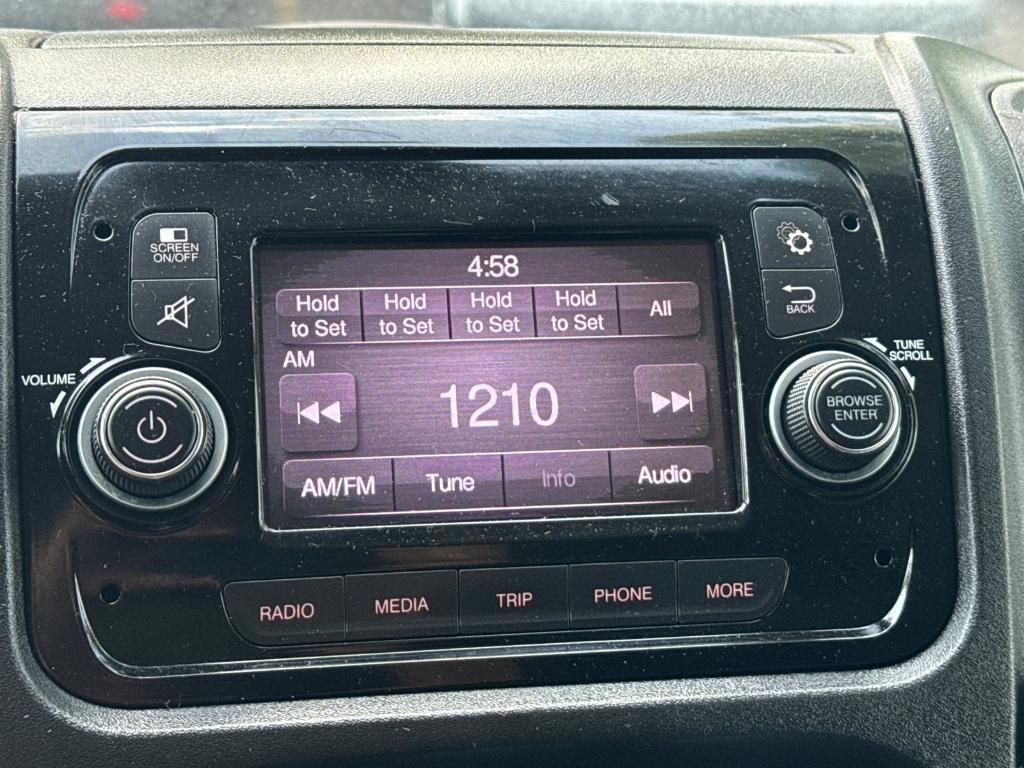 SCREEN
ON/OFF
VOLUME
4:58
Hold
to Set
Hold
to Set
Hold
to Set
Hold
to Set
All
AM
1210
AM/FM
Tune
Info
Audio
BACK
TUNE
SCROLL
BROWSE
ENTER
RADIO
MEDIA
TRIP
PHONE
MORE